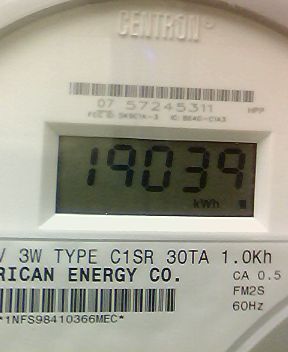 CENTRON
07 57245311 HPP
19039
kWh
V 3W TYPE C1SR 30TA 1.0Kh
RICAN ENERGY CO. CA 0.5
FM2S
60Hz
*1NFS98410366MEC*